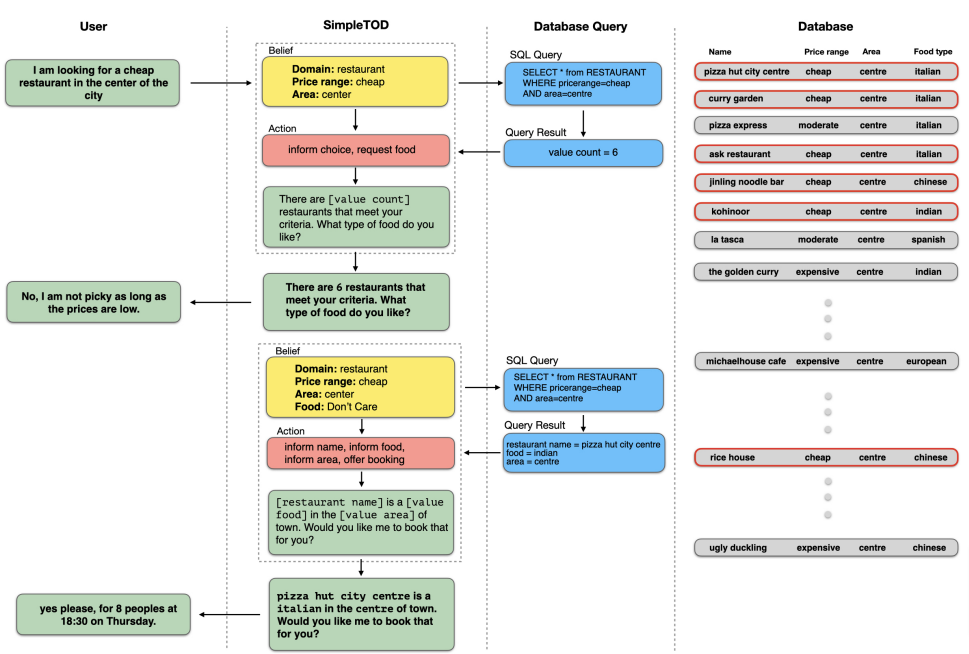 User
SimpleTOD
Database Query
Database
I am looking for a cheap
restaurant in the center of the
city
Belief
Domain: restaurant
Price range: cheap
Area: center
SQL Query
SELECT * from RESTAURANT
WHERE pricerange=cheap
AND area=centre
Action
inform choice, request food
Query Result
value count = 6
There are [value count]
restaurants that meet your
criteria. What type of food do you
like?
There are 6 restaurants that
meet your criteria. What
type of food do you like?
No, I am not picky as long as
the prices are low.
Belief
Domain: restaurant
Price range: cheap
Area: center
Food: Don't Care
SQL Query
SELECT * from RESTAURANT
WHERE pricerange=cheap
AND area=centre
Action
inform name, inform food,
inform area, offer booking
Query Result
restaurant name = pizza hut city centre
food = indian
area = centre
[restaurant name] is a [value
food] in the [value area] of
town. Would you like me to book that
for you?
pizza hut city centre is a
italian in the centre of town.
Would you like me to book that
for you?
yes please, for 8 peoples at
18:30 on Thursday.
Name Price range Area Food type
pizza hut city centre cheap centre italian
curry garden cheap centre italian
pizza express moderate centre italian
ask restaurant cheap centre italian
jinling noodle bar cheap centre chinese
kohinoor cheap centre indian
la tasca moderate centre spanish
the golden curry expensive centre indian
michaelhouse cafe expensive centre european
rice house cheap centre chinese
ugly duckling expensive centre chinese